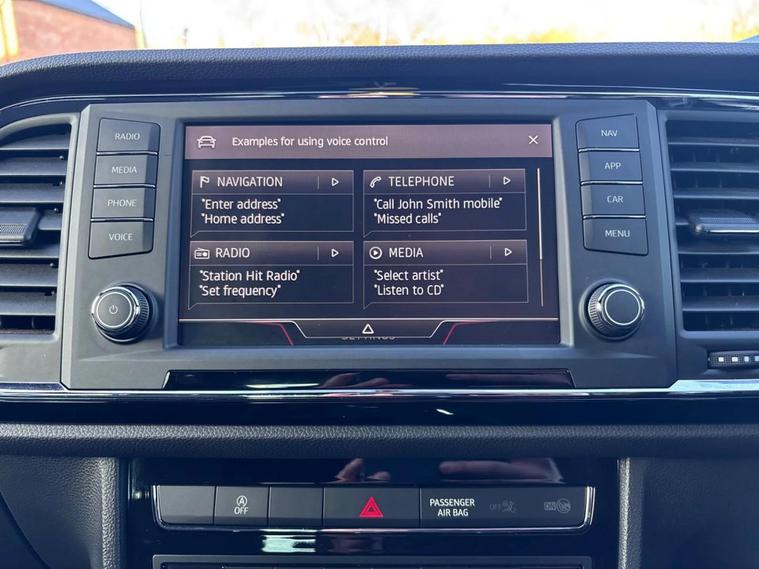 Examples for using voice control
RADIO
MEDIA
PHONE
VOICE
NAVIGATION
"Enter address"
"Home address"
TELEPHONE
"Call John Smith mobile"
"Missed calls"
RADIO
"Station Hit Radio"
"Set frequency"
MEDIA
"Select artist"
"Listen to CD"
NAV
APP
CAR
MENU
A
OFF
PASSENGER
AIR BAG
OFF
ON